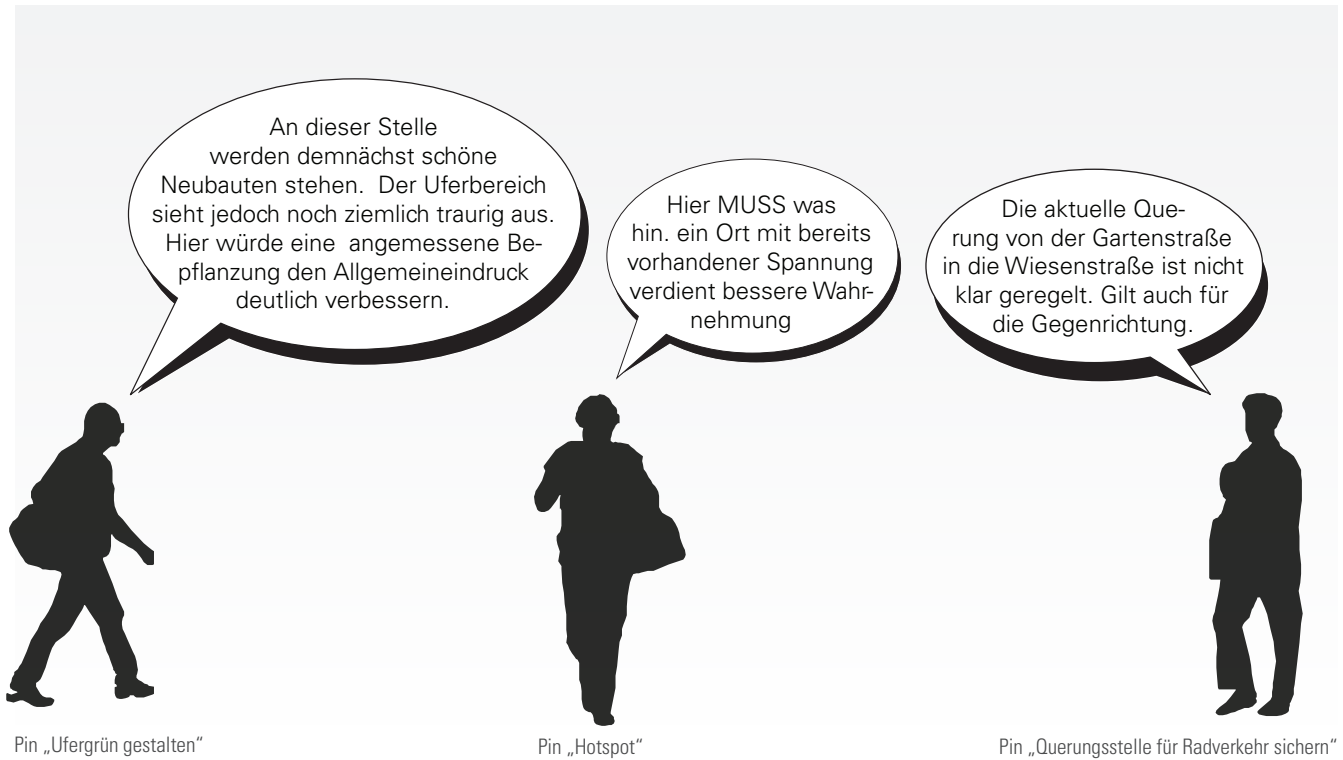 An dieser Stelle
werden demnächst schöne
Neubauten stehen.  Der Uferbereich
sieht jedoch noch ziemlich traurig aus.
Hier würde eine  angemessene Be-
pflanzung den Allgemeineindruck
deutlich verbessern.
Hier MUSS was
hin. ein Ort mit bereits
vorhandener Spannung
verdient bessere Wahr-
nehmung
Die aktuelle Que-
rung von der Gartenstraße
in die Wiesenstraße ist nicht
klar geregelt. Gilt auch für
die Gegenrichtung.
Pin „Ufergrün gestalten“
Pin „Hotspot“
Pin „Querungsstelle für Radverkehr sichern“